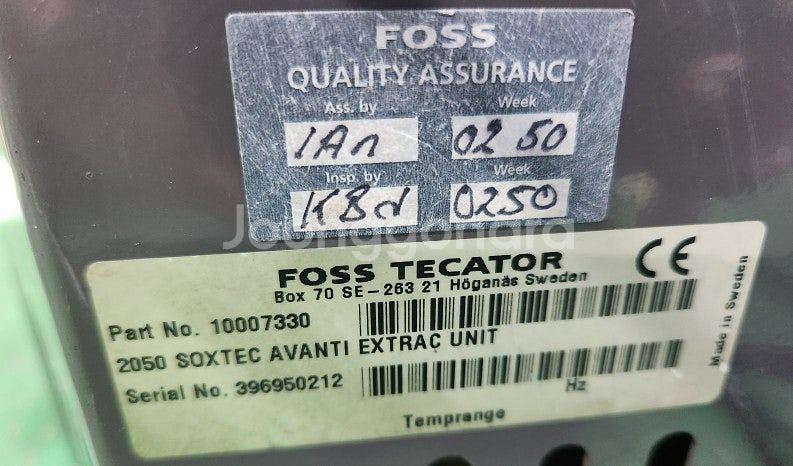 FOSS
QUALITY ASSURANCE
Ass. by Week
IAn 0250
Insp. by Week
KBd 0250
Joonggonara
FOSS TECATOR
Box 70 SE-263 21 Höganäs Sweden
CE
Part No. 10007330
2050 SOXTEC AVANTI EXTRAC UNIT
Serial No. 396950212
Hz
Temprange
Made in Sweden